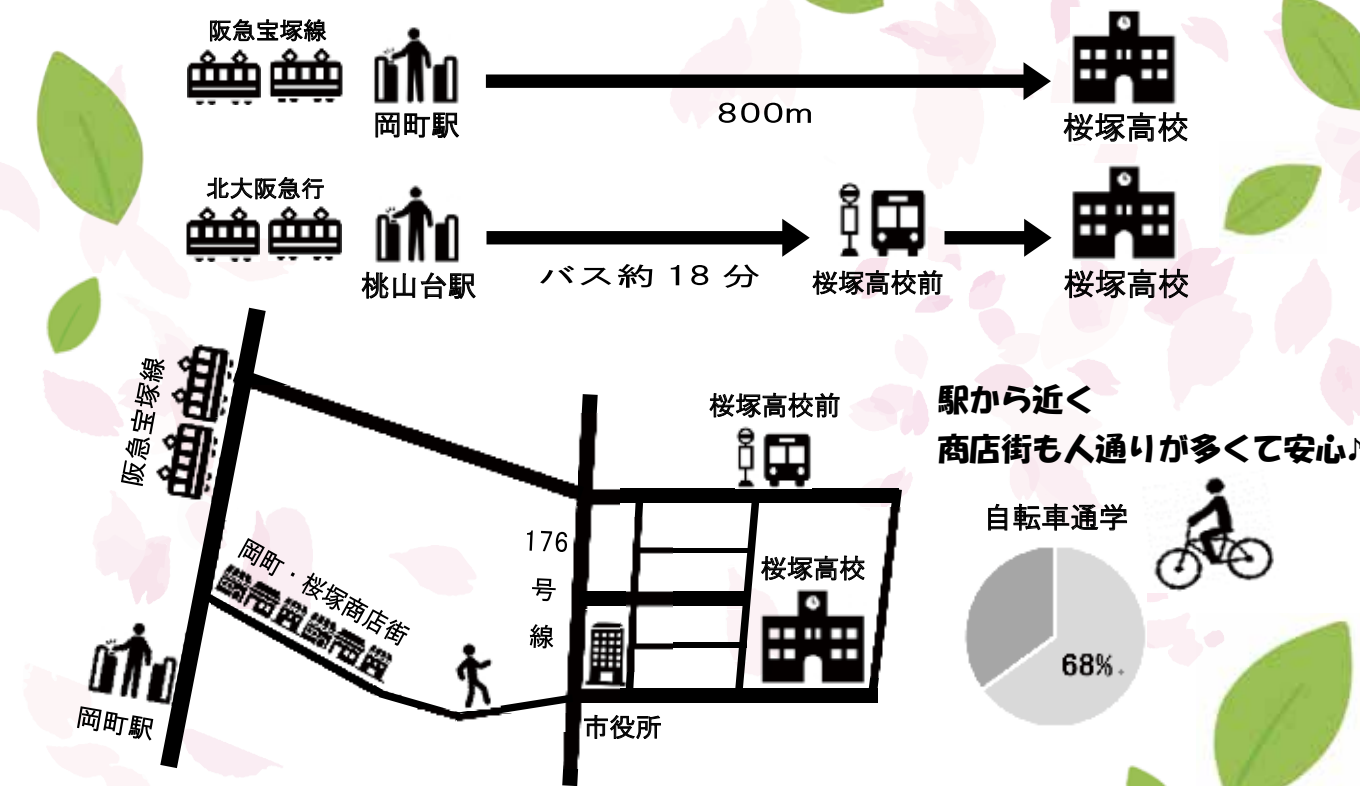 阪急宝塚線
岡町駅
800m
桜塚高校
北大阪急行
桃山台駅
バス約 18 分
桜塚高校前
桜塚高校
阪急宝塚線
岡町・桜塚商店街
岡町駅
176
号
線
市役所
桜塚高校前
桜塚高校
駅から近く
商店街も人通りが多くて安心♪
自転車通学
68%